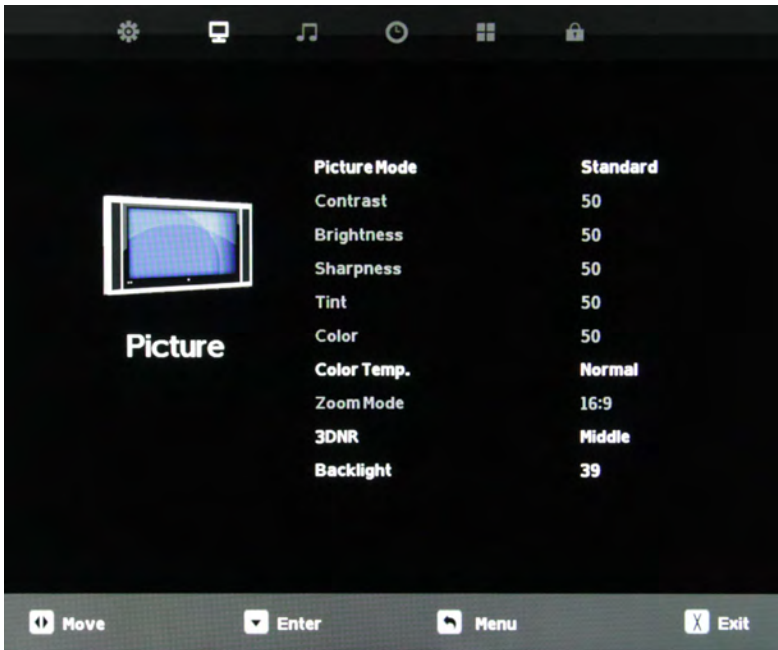 Picture Mode Standard
Contrast 50
Brightness 50
Sharpness 50
Tint 50
Picture
Color 50
Color Temp. Normal
Zoom Mode 16:9
3DNR Middle
Backlight 39
Move Enter Menu Exit